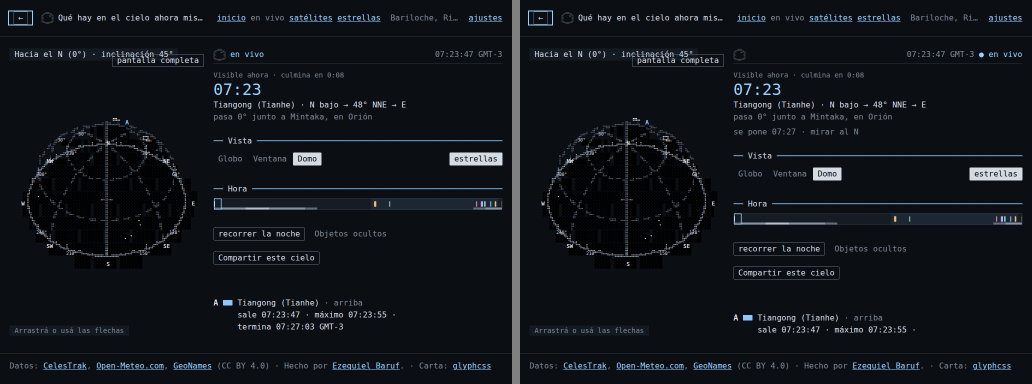 ← Qué hay en el cielo ahora mis… inicio en vivo satélites estrellas Bariloche, Rí… ajustes
Hacia el N (0°) · inclinación 45°
pantalla completa
en vivo 07:23:47 GMT-3
Visible ahora · culmina en 0:08
07:23
Tiangong (Tianhe) · N bajo → 48° NNE → E
pasa 0° junto a Mintaka, en Orión
Vista
Globo Ventana Domo estrellas
Hora
recorrer la noche Objetos ocultos
Compartir este cielo
A Tiangong (Tianhe) · arriba
sale 07:23:47 · máximo 07:23:55 ·
termina 07:27:03 GMT-3
A
N
NE
E
SE
S
SW
W
NW
Arrastrá o usá las flechas
Datos: CelesTrak, Open-Meteo.com, GeoNames (CC BY 4.0) · Hecho por Ezequiel Baruf. · Carta: glyphcss
← Qué hay en el cielo ahora mis… inicio en vivo satélites estrellas Bariloche, Rí… ajustes
Hacia el N (0°) · inclinación 45°
pantalla completa
07:23:47 GMT-3 ● en vivo
Visible ahora · culmina en 0:08
07:23
Tiangong (Tianhe) · N bajo → 48° NNE → E
pasa 0° junto a Mintaka, en Orión
se pone 07:27 · mirar al N
Vista
Globo Ventana Domo estrellas
Hora
recorrer la noche Objetos ocultos
Compartir este cielo
A Tiangong (Tianhe) · arriba
sale 07:23:47 · máximo 07:23:55 ·
A
N
NE
E
SE
S
SW
W
NW
Arrastrá o usá las flechas
Datos: CelesTrak, Open-Meteo.com, GeoNames (CC BY 4.0) · Hecho por Ezequiel Baruf. · Carta: glyphcss